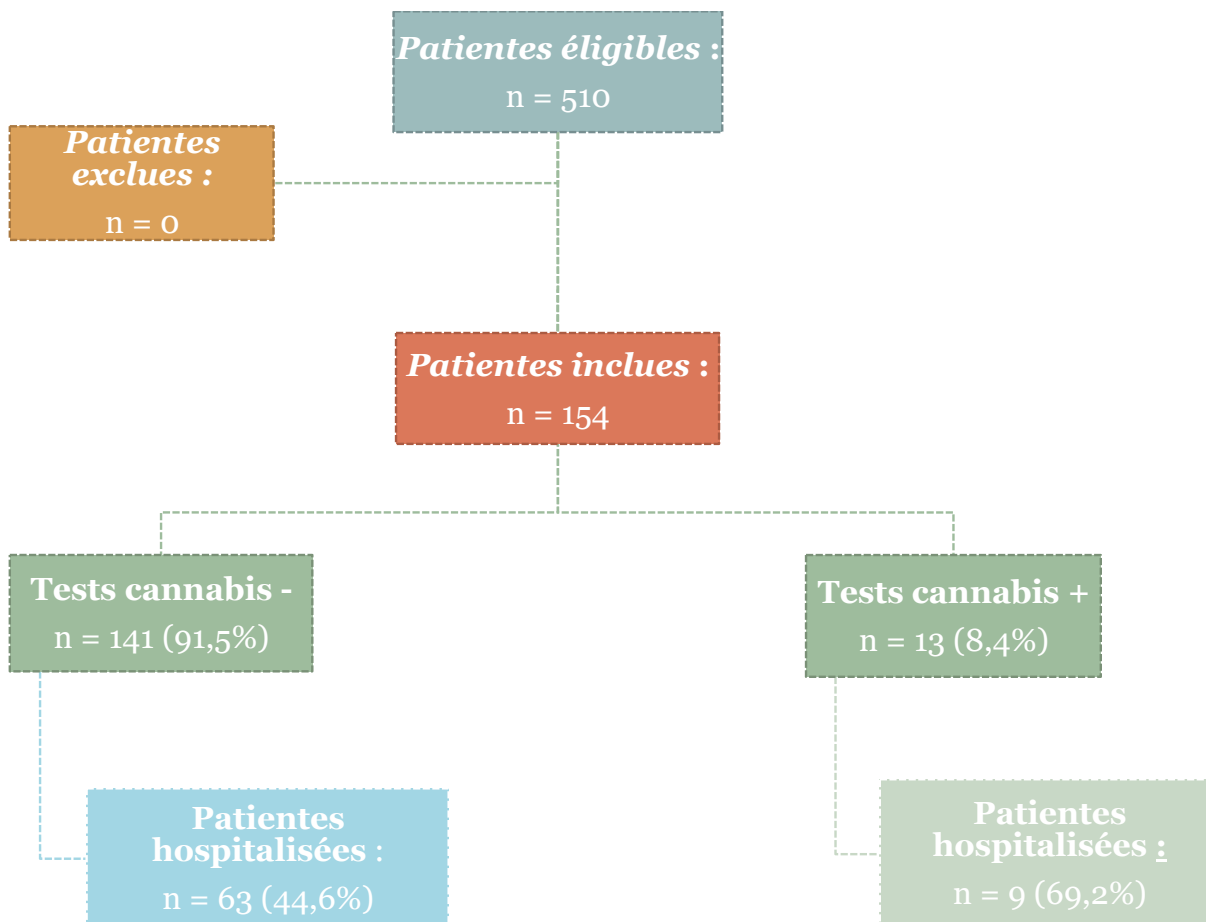 Patientes éligibles :
n = 510
Patientes
exclues :
n = 0
Patientes inclues :
n = 154
Tests cannabis -
n = 141 (91,5%)
Tests cannabis +
n = 13 (8,4%)
Patientes
hospitalisées :
n = 63 (44,6%)
Patientes
hospitalisées :
n = 9 (69,2%)